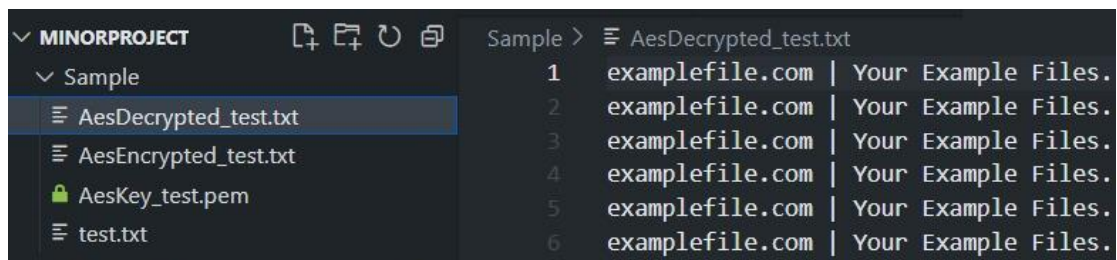 MINORPROJECT
Sample
AesDecrypted_test.txt
AesEncrypted_test.txt
AesKey_test.pem
test.txt
Sample > AesDecrypted_test.txt
1 examplefile.com | Your Example Files.
2 examplefile.com | Your Example Files.
3 examplefile.com | Your Example Files.
4 examplefile.com | Your Example Files.
5 examplefile.com | Your Example Files.
6 examplefile.com | Your Example Files.